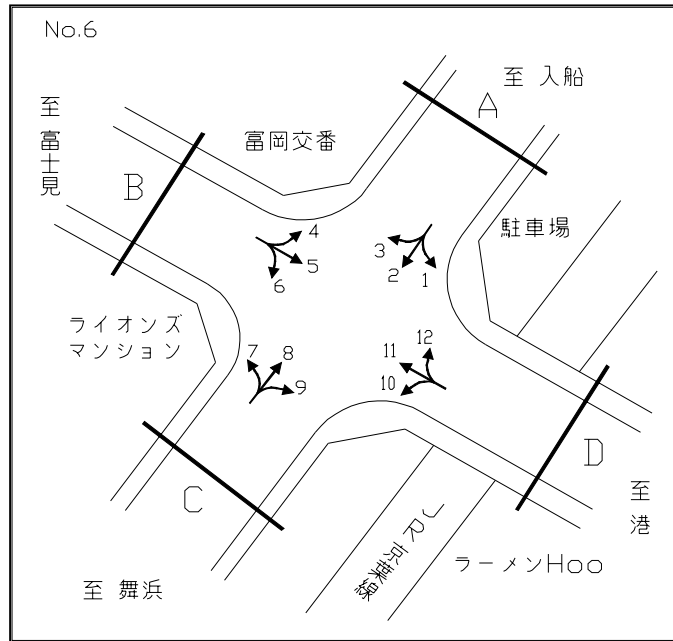 No.6
至 入船
A
至 富士見
富岡交番
B
駐車場
4
5
6
3
2
1
ライオンズ
マンション
7
8
9
12
11
10
D
至 港
C
JR京葉線
ラーメンHoo
至 舞浜